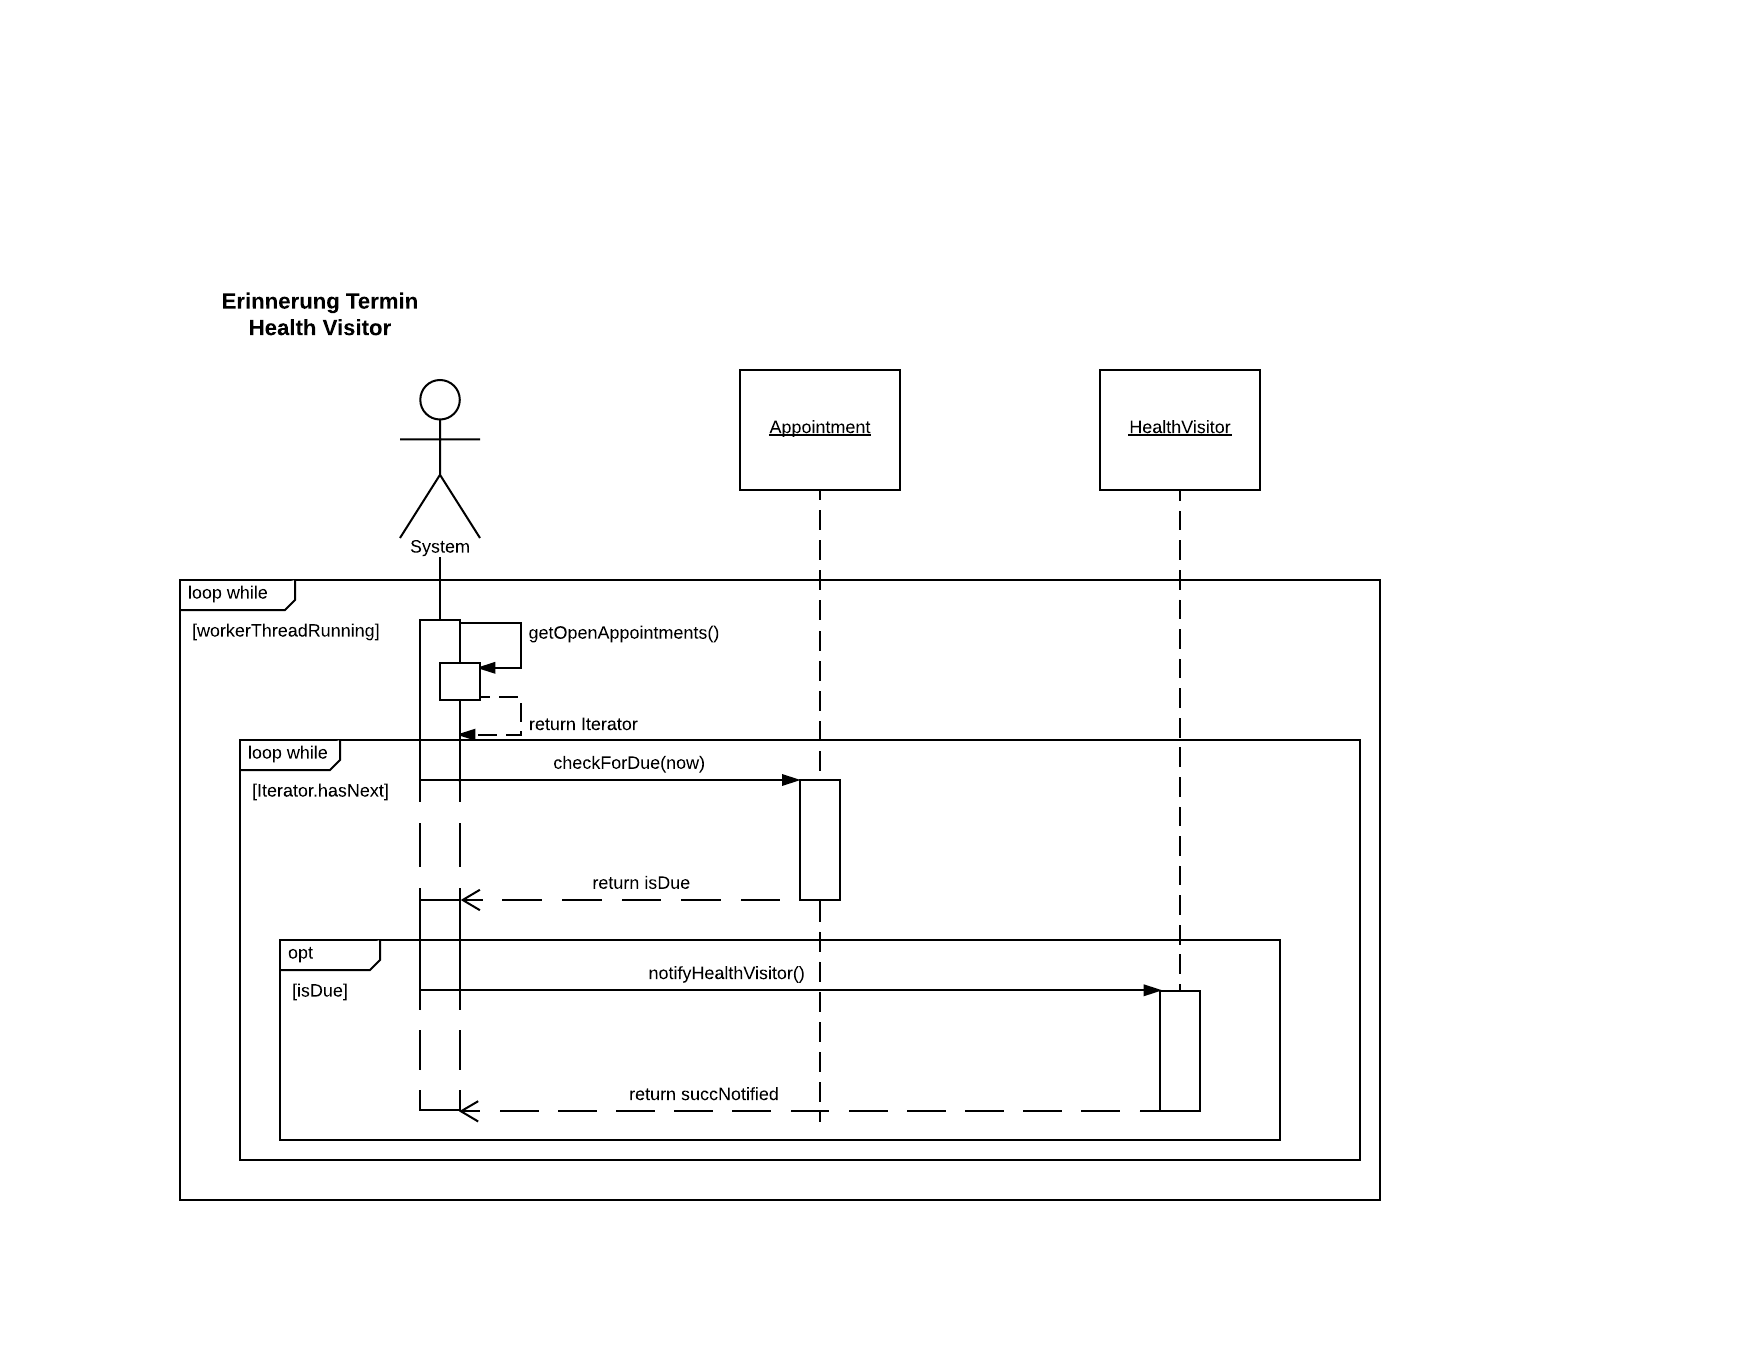 Erinnerung Termin
Health Visitor
System
Appointment
HealthVisitor
loop while
[workerThreadRunning]
getOpenAppointments()
return Iterator
loop while
checkForDue(now)
[Iterator.hasNext]
return isDue
opt
notifyHealthVisitor()
[isDue]
return succNotified